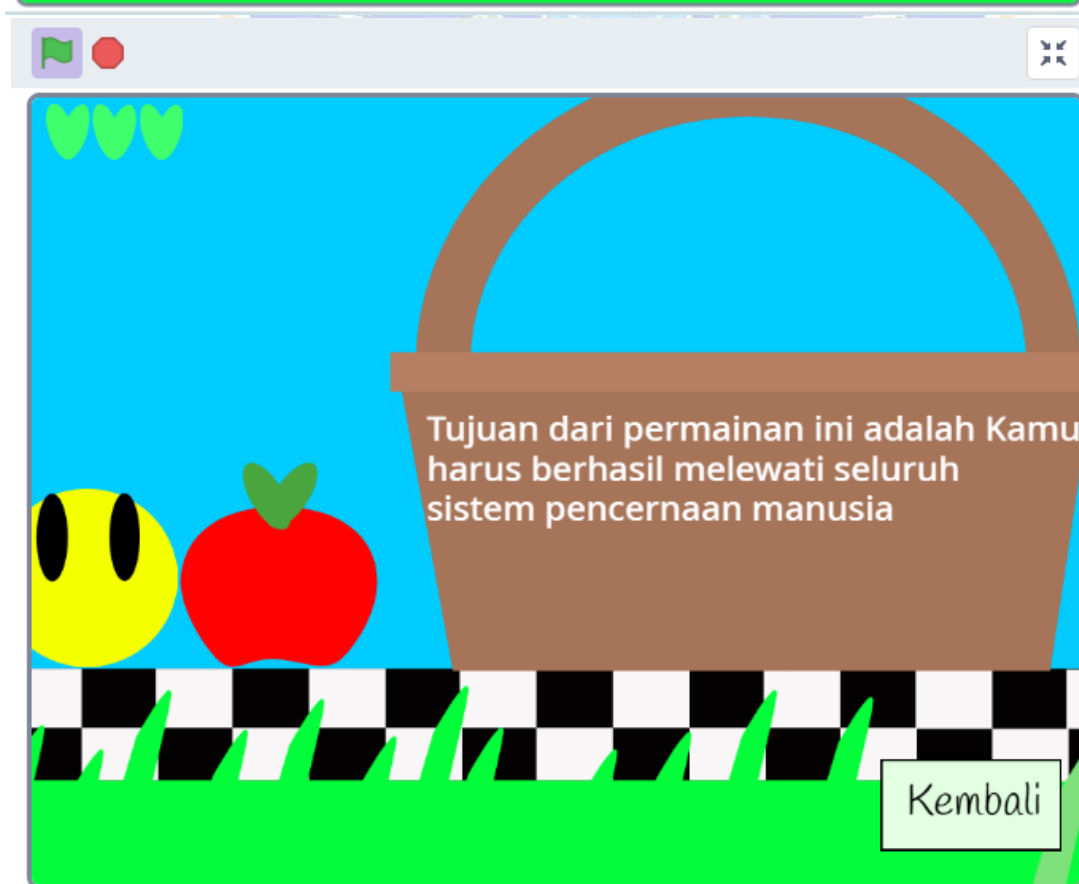 Tujuan dari permainan ini adalah Kamu
harus berhasil melewati seluruh
sistem pencernaan manusia
Kembali